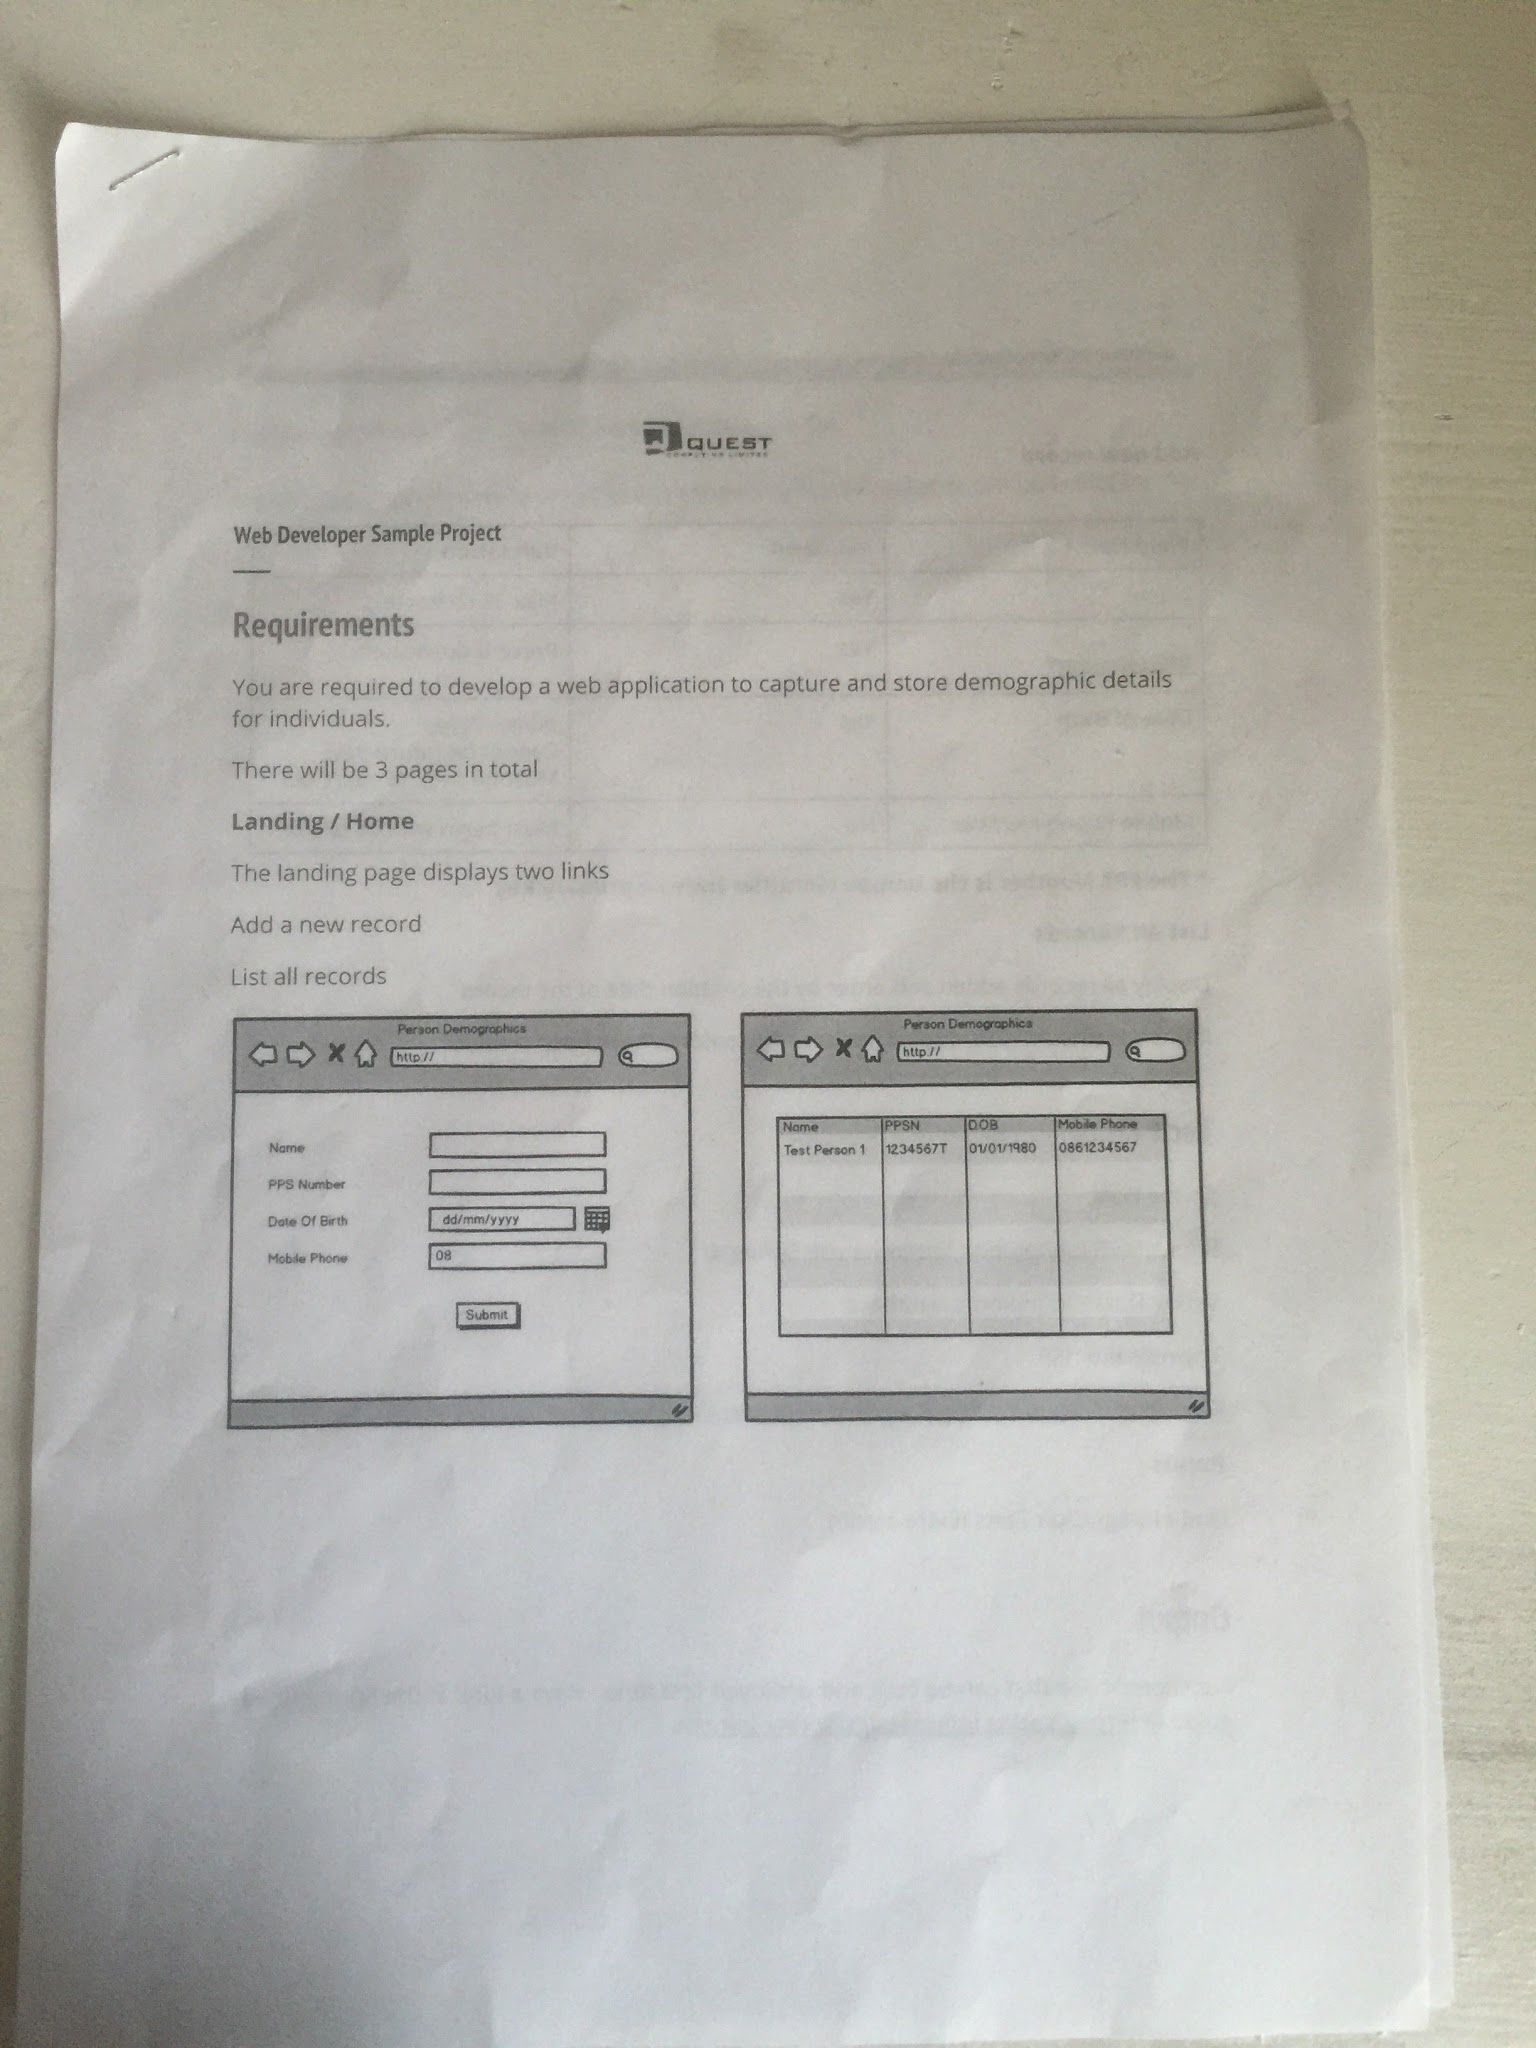 QUEST
COMPUTING LIMITED
Web Developer Sample Project
Requirements
You are required to develop a web application to capture and store demographic details
for individuals.
There will be 3 pages in total
Landing / Home
The landing page displays two links
Add a new record
List all records
Person Demographics
http://
Name
PPS Number
Date Of Birth dd/mm/yyyy
Mobile Phone 08
Submit
Person Demographics
http://
Name PPSN D.O.B Mobile Phone
Test Person 1 1234567T 01/01/1980 0861234567